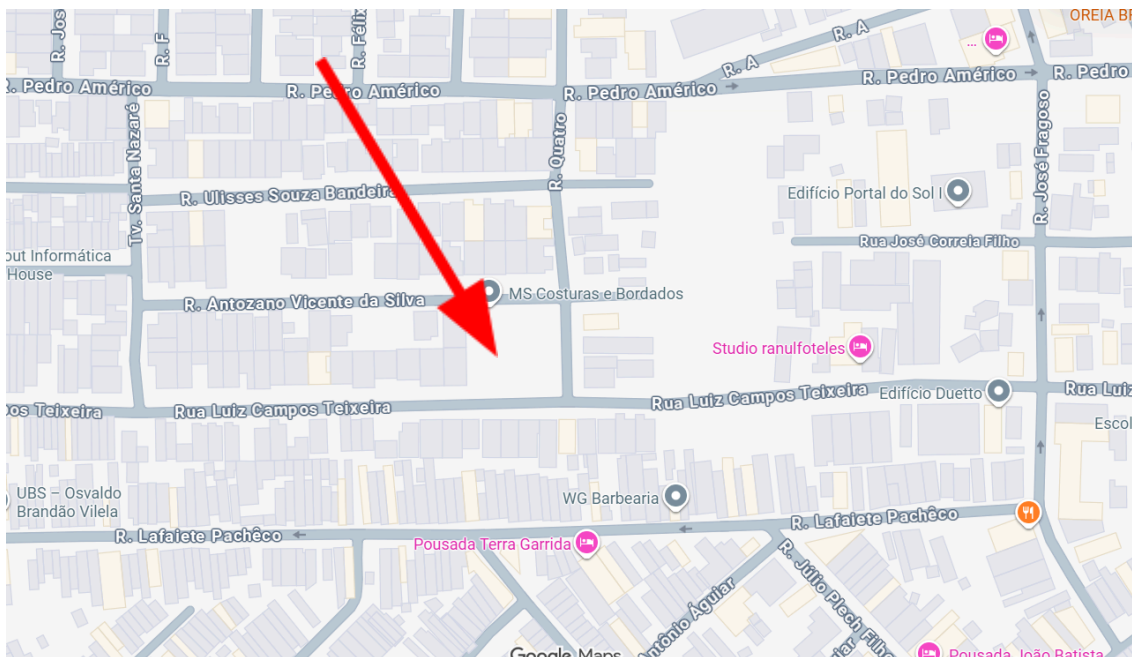 OREIA BR
R. Jos
R. F
R. Félix
R. A
...
R. A
R. Pedro Américo
R. Pedro Américo
R. Pedro Américo
R. Pedro Américo
R. Pedro
Tv. Santa Nazaré
R. Quatro
R. José Fragoso
R. Ulisses Souza Bandeira
Edifício Portal do Sol I
Rua José Correia Filho
out Informática
House
R. Antozano Vicente da Silva
MS Costuras e Bordados
Studio ranulfoteles
os Teixeira
Rua Luiz Campos Teixeira
Rua Luiz Campos Teixeira
Edifício Duetto
Rua Luiz
Escol
UBS – Osvaldo
Brandão Vilela
WG Barbearia
R. Lafaiete Pachêco
R. Lafaiete Pachêco
Pousada Terra Garrida
R. Júlio Plech Filho
ntônio Aguiar
iar
Google Maps
Pousada João Batista